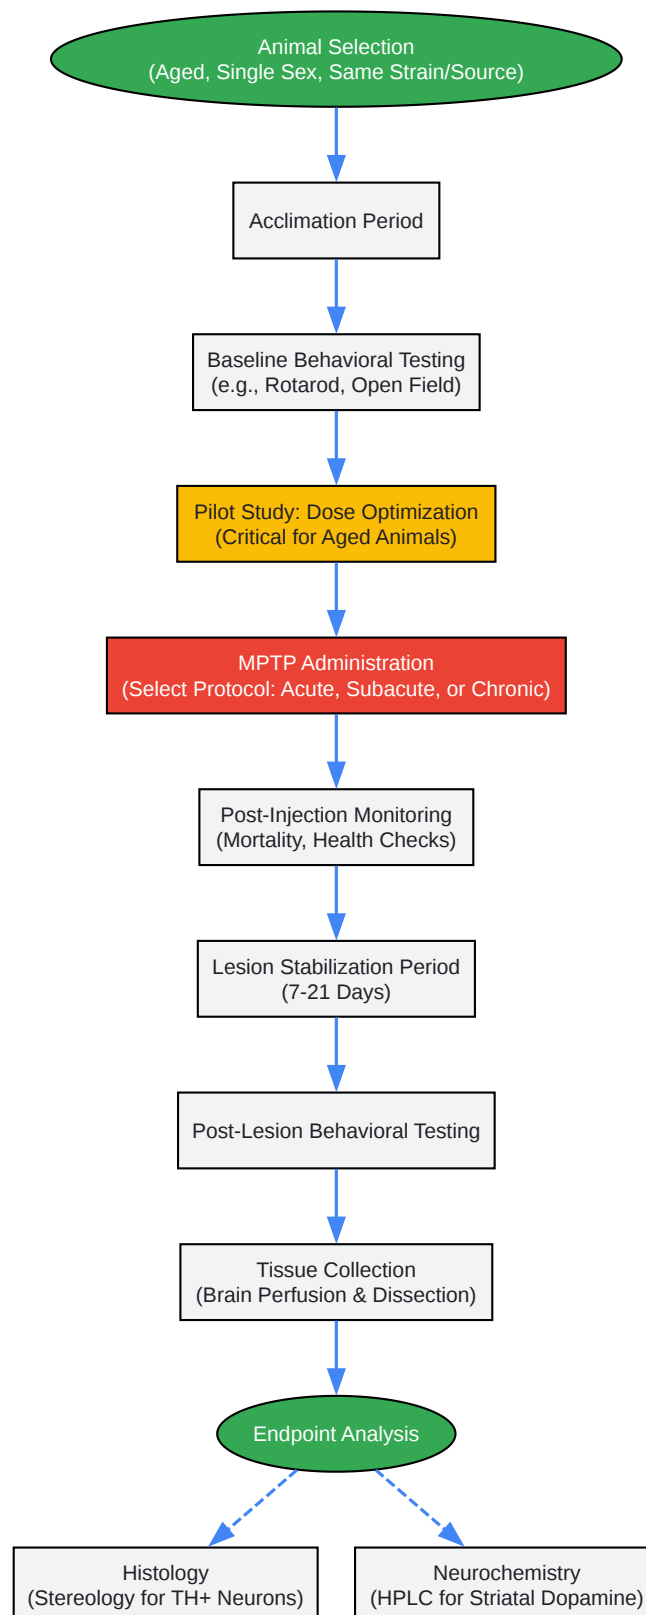 Animal Selection
(Aged, Single Sex, Same Strain/Source)
Acclimation Period
Baseline Behavioral Testing
(e.g., Rotarod, Open Field)
Pilot Study: Dose Optimization
(Critical for Aged Animals)
MPTP Administration
(Select Protocol: Acute, Subacute, or Chronic)
Post-Injection Monitoring
(Mortality, Health Checks)
Lesion Stabilization Period
(7-21 Days)
Post-Lesion Behavioral Testing
Tissue Collection
(Brain Perfusion & Dissection)
Endpoint Analysis
Histology
(Stereology for TH+ Neurons)
Neurochemistry
(HPLC for Striatal Dopamine)